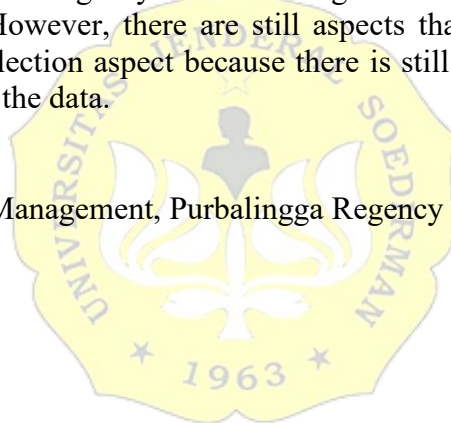 However, there are still aspects tha
lection aspect because there is still
the data.
Management, Purbalingga Regency
UNIVERSITAS JENDERAL SOEDIRMAN
1963